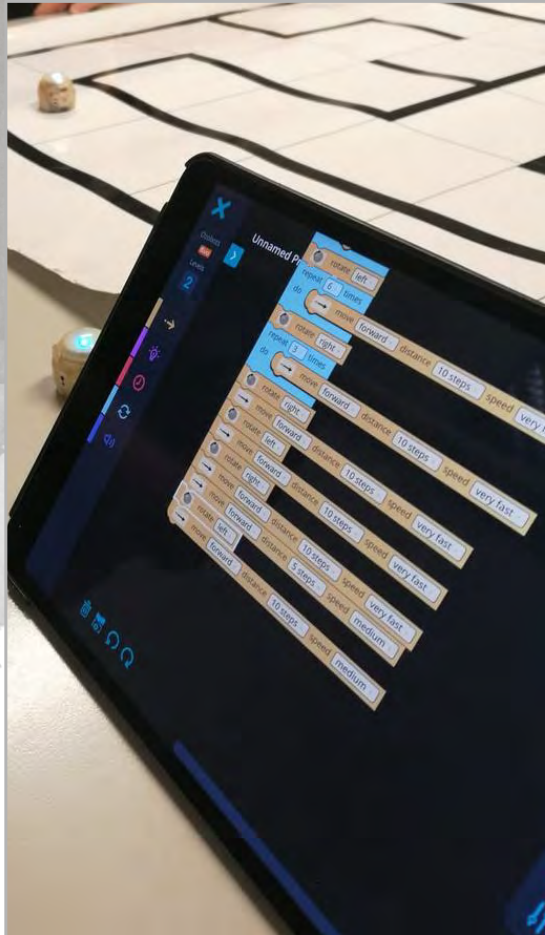 Unnamed P
Levels
2
rotate left
repeat 6 times
do move forward distance 10 steps speed very f
rotate right
repeat 3 times
do move forward distance 10 steps speed very fast
rotate right
move forward distance 10 steps speed very fast
rotate left
move forward distance 10 steps speed very fast
rotate right
move forward distance 10 steps speed very fast
move forward distance 5 steps speed medium
rotate left
move forward distance 10 steps speed medium